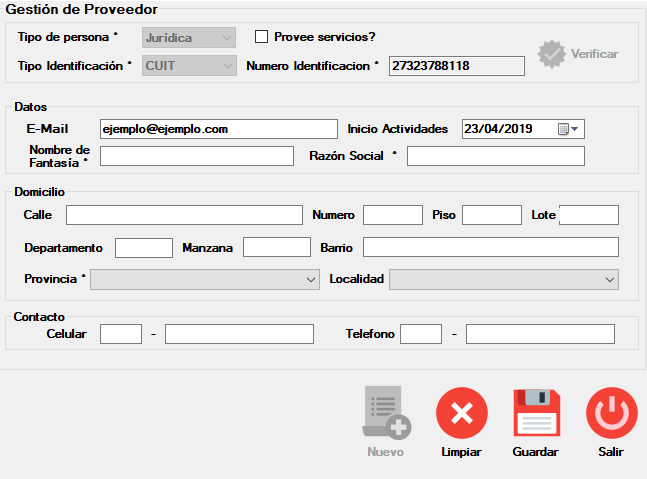 Gestión de Proveedor
Tipo de persona * Jurídica Provee servicios?
Tipo Identificación * CUIT Numero Identificacion * 27323788118 Verificar
Datos
E-Mail ejemplo@ejemplo.com Inicio Actividades 23/04/2019
Nombre de
Fantasía * Razón Social *
Domicilio
Calle Numero Piso Lote
Departamento Manzana Barrio
Provincia * Localidad
Contacto
Celular - Telefono -
Nuevo Limpiar Guardar Salir